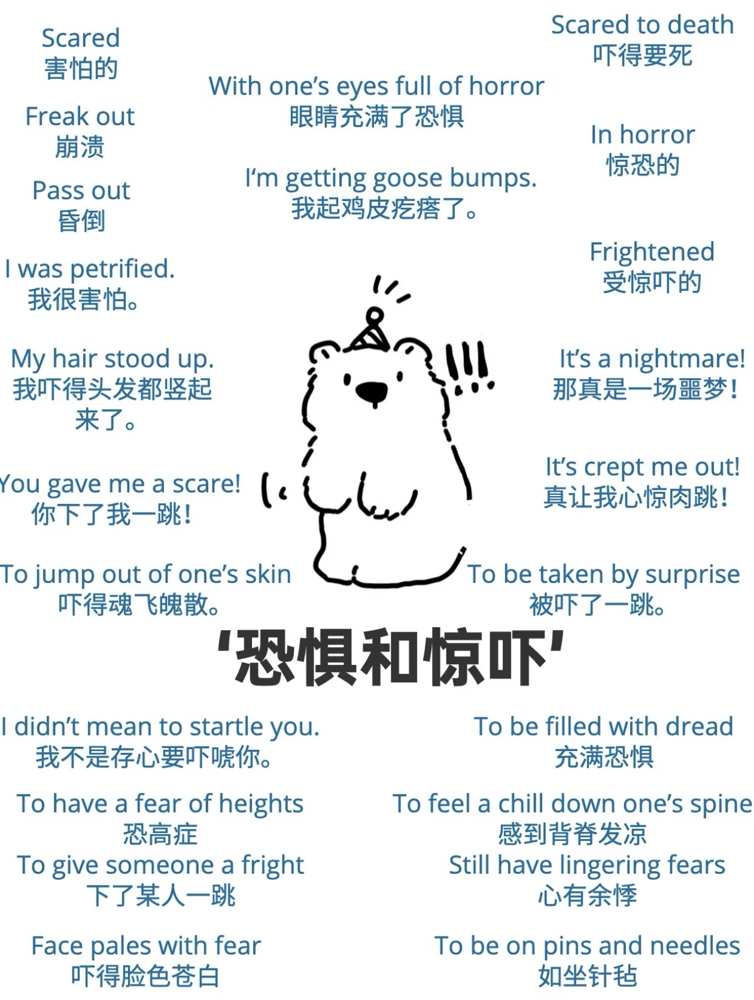 Scared
害怕的
Scared to death
吓得要死
With one’s eyes full of horror
眼睛充满了恐惧
Freak out
崩溃
In horror
惊恐的
I‘m getting goose bumps.
我起鸡皮疙瘩了。
Pass out
昏倒
Frightened
受惊吓的
I was petrified.
我很害怕。
My hair stood up.
我吓得头发都竖起
来了。
It’s a nightmare!
那真是一场噩梦！
!!!
You gave me a scare!
你下了我一跳！
It’s crept me out!
真让我心惊肉跳！
To jump out of one’s skin
吓得魂飞魄散。
To be taken by surprise
被吓了一跳。
‘恐惧和惊吓’
I didn’t mean to startle you.
我不是存心要吓唬你。
To be filled with dread
充满恐惧
To have a fear of heights
恐高症
To feel a chill down one’s spine
感到背脊发凉
To give someone a fright
下了某人一跳
Still have lingering fears
心有余悸
Face pales with fear
吓得脸色苍白
To be on pins and needles
如坐针毡